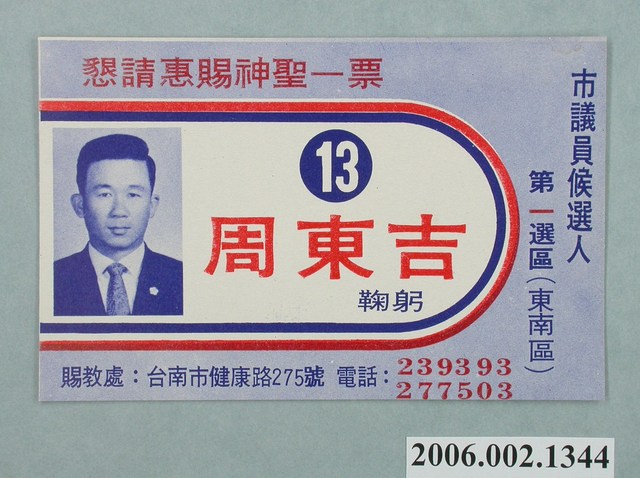 懇請惠賜神聖一票
市議員候選人
第一選區(東南區)
13
周東吉
鞠躬
賜教處：台南市健康路275號 電話：239393
277503
2006.002.1344